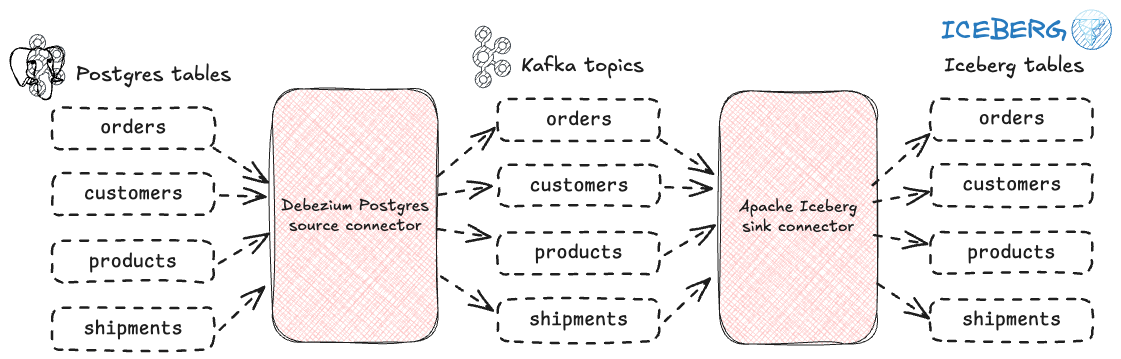 ICEBERG
Postgres tables
Kafka topics
Iceberg tables
orders
customers
products
shipments
Debezium Postgres
source connector
orders
customers
products
shipments
Apache Iceberg
sink connector
orders
customers
products
shipments